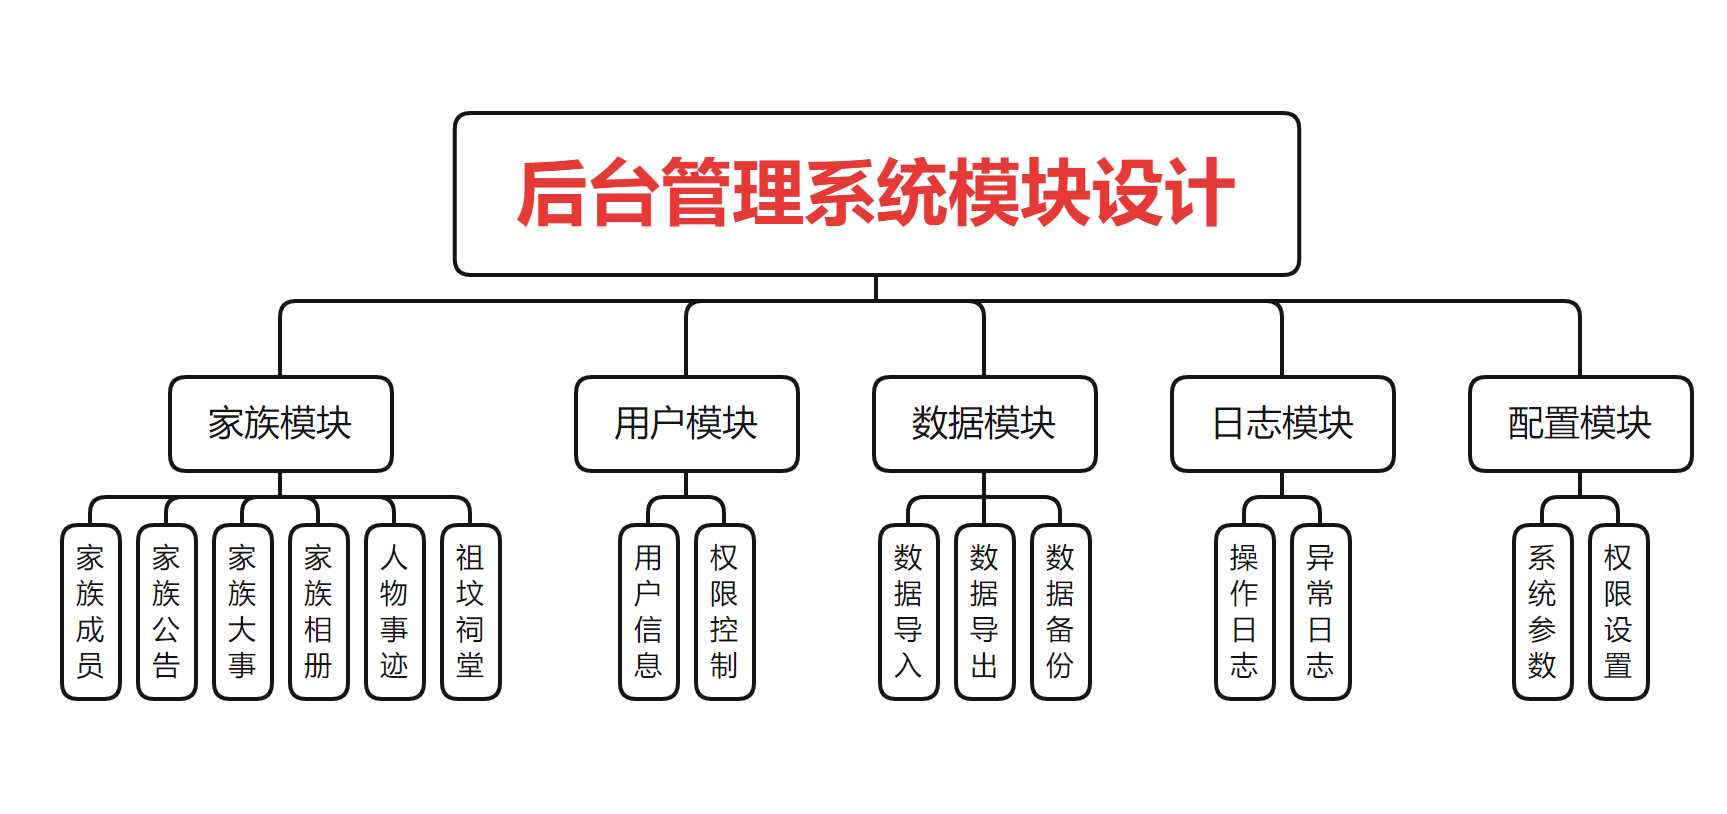 后台管理系统模块设计
家族模块
用户模块
数据模块
日志模块
配置模块
家族成员
家族公告
家族大事
家族相册
人物事迹
祖坟祠堂
用户信息
权限控制
数据导入
数据导出
数据备份
操作日志
异常日志
系统参数
权限设置